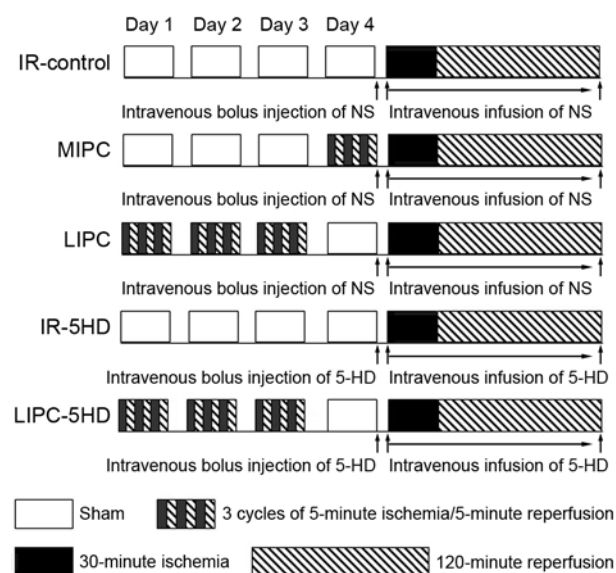 Day 1 Day 2 Day 3 Day 4
IR-control
Intravenous bolus injection of NS Intravenous infusion of NS
MIPC
Intravenous bolus injection of NS Intravenous infusion of NS
LIPC
Intravenous bolus injection of NS Intravenous infusion of NS
IR-5HD
Intravenous bolus injection of 5-HD Intravenous infusion of 5-HD
LIPC-5HD
Intravenous bolus injection of 5-HD Intravenous infusion of 5-HD
Sham 3 cycles of 5-minute ischemia/5-minute reperfusion
30-minute ischemia 120-minute reperfusion